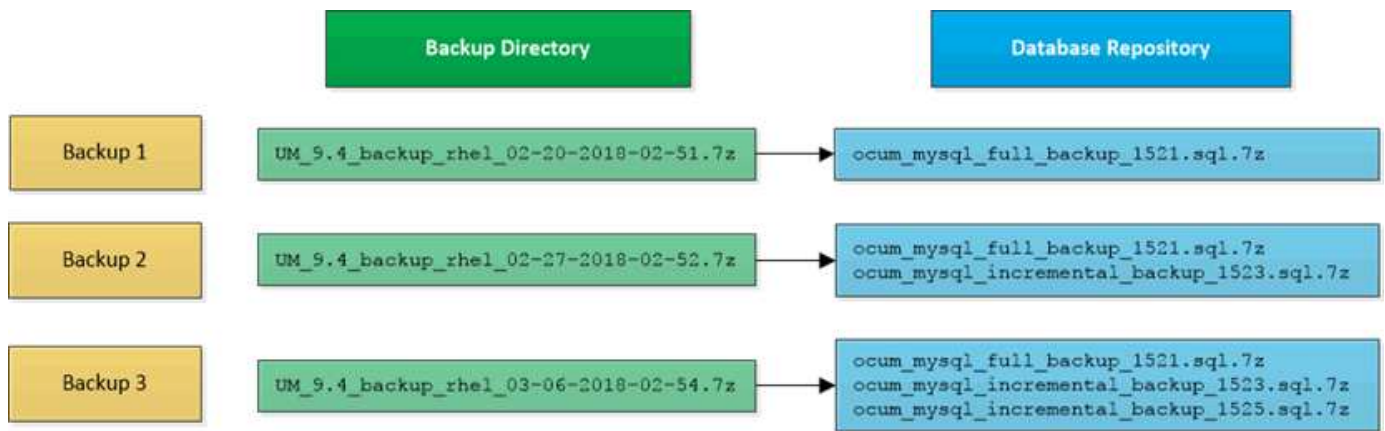 Backup Directory
Database Repository
Backup 1
UM_9.4_backup_rhel_02-20-2018-02-51.7z
ocum_mysql_full_backup_1521.sql.7z
Backup 2
UM_9.4_backup_rhel_02-27-2018-02-52.7z
ocum_mysql_full_backup_1521.sql.7z
ocum_mysql_incremental_backup_1523.sql.7z
Backup 3
UM_9.4_backup_rhel_03-06-2018-02-54.7z
ocum_mysql_full_backup_1521.sql.7z
ocum_mysql_incremental_backup_1523.sql.7z
ocum_mysql_incremental_backup_1525.sql.7z